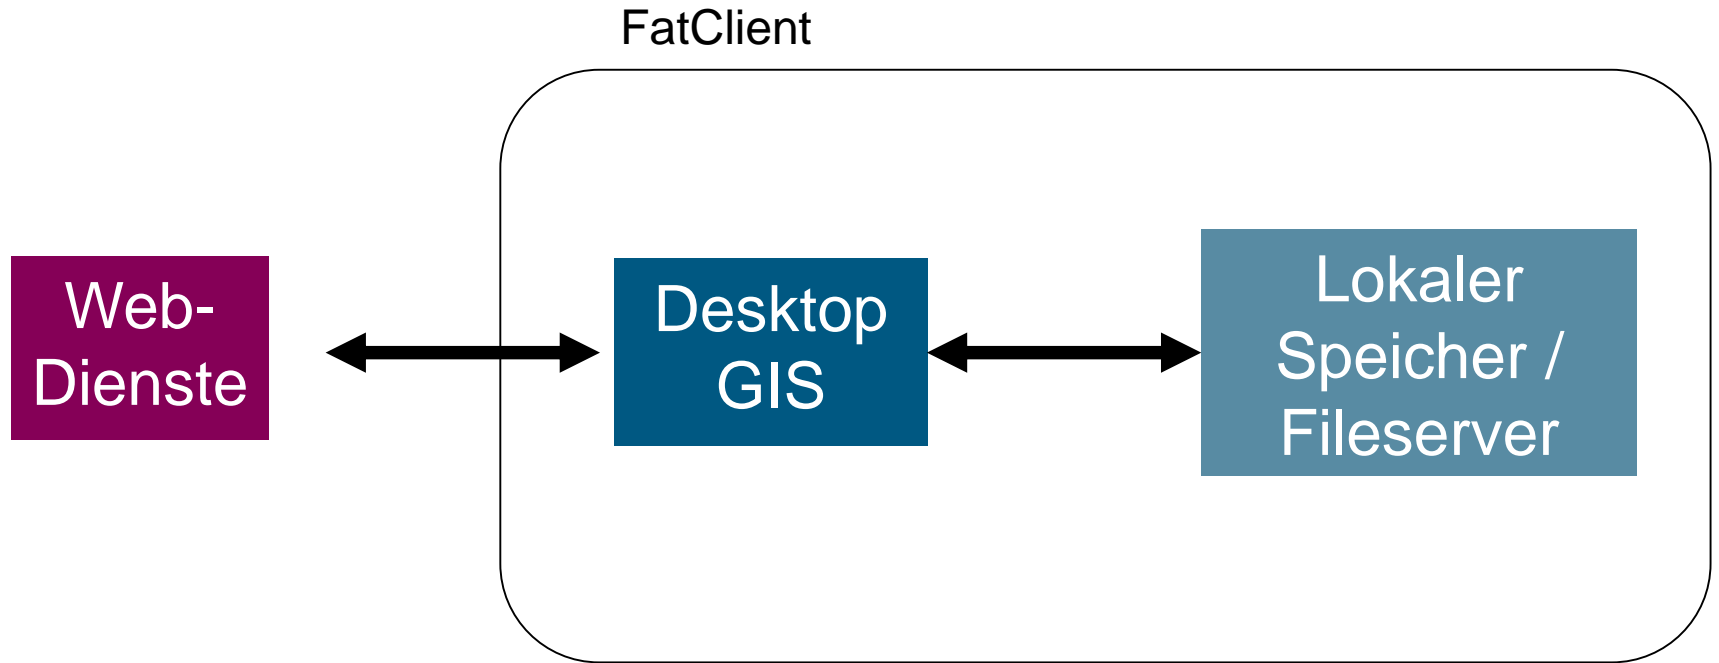 FatClient
Web-
Dienste
Desktop
GIS
Lokaler
Speicher /
Fileserver